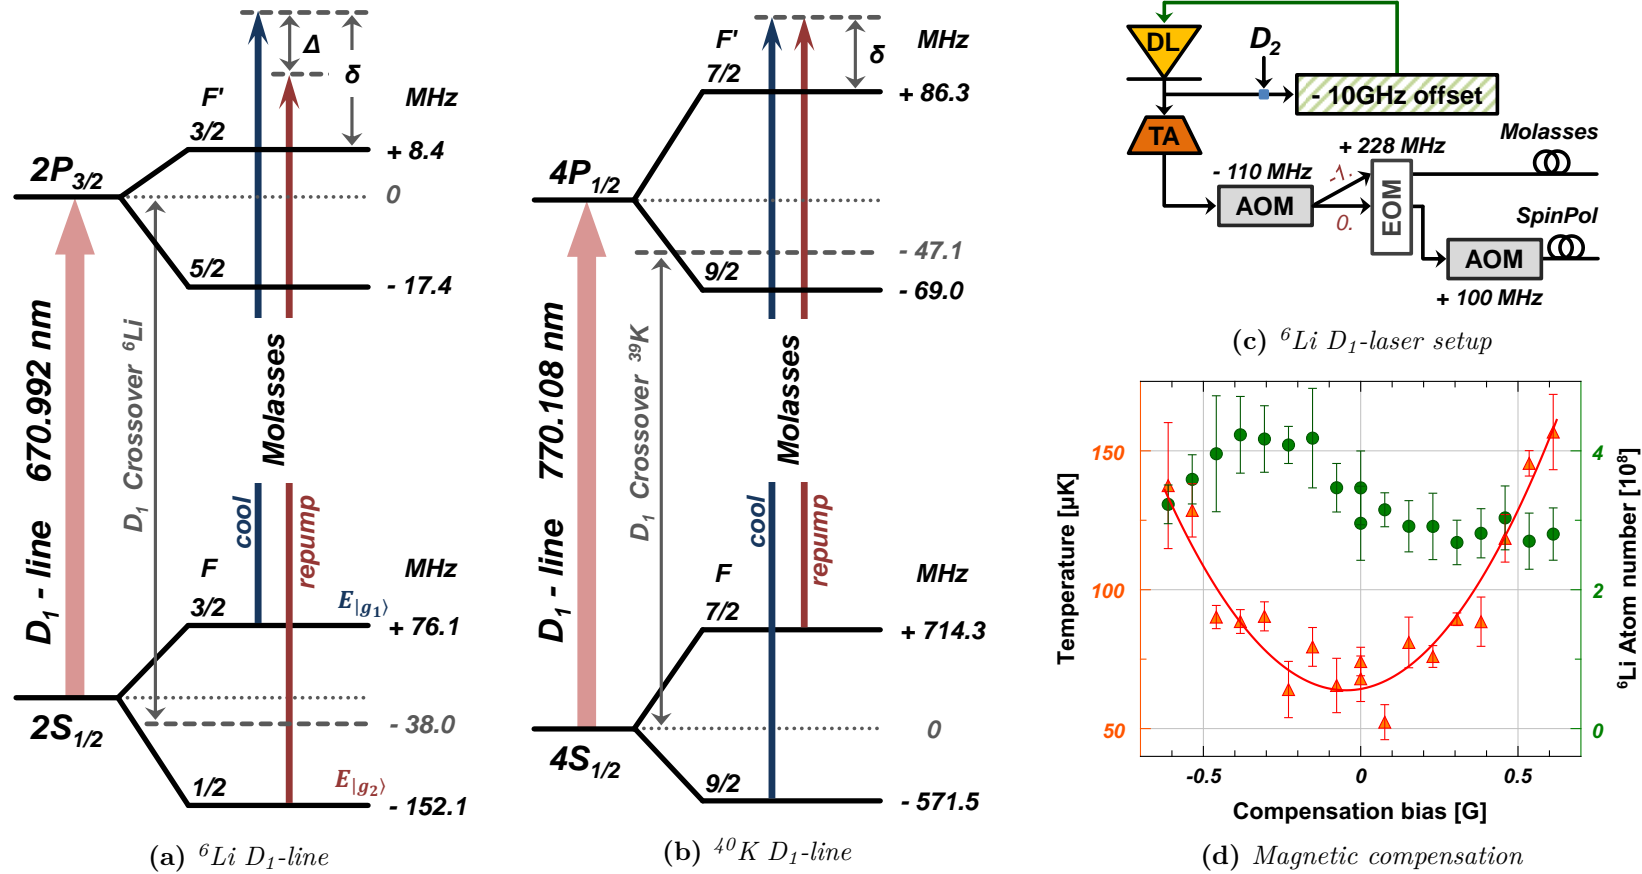 F'
MHz
Δ
δ
3/2
+ 8.4
2P3/2
0
5/2
- 17.4
D1 - line 670.992 nm
D1 Crossover 6Li
Molasses
cool
repump
F
MHz
3/2
E|g1⟩
+ 76.1
2S1/2
- 38.0
1/2
E|g2⟩
- 152.1
(a) 6Li D1-line
F'
MHz
δ
7/2
+ 86.3
4P1/2
- 47.1
9/2
- 69.0
D1 - line 770.108 nm
D1 Crossover 39K
Molasses
cool
repump
F
MHz
7/2
+ 714.3
0
4S1/2
9/2
- 571.5
(b) 40K D1-line
DL
D2
- 10GHz offset
TA
Molasses
+ 228 MHz
- 110 MHz
-1.
AOM
0.
EOM
SpinPol
AOM
+ 100 MHz
(c) 6Li D1-laser setup
Temperature [µK]
150
100
50
4
2
0
6Li Atom number [10^8]
-0.5
0
0.5
Compensation bias [G]
(d) Magnetic compensation